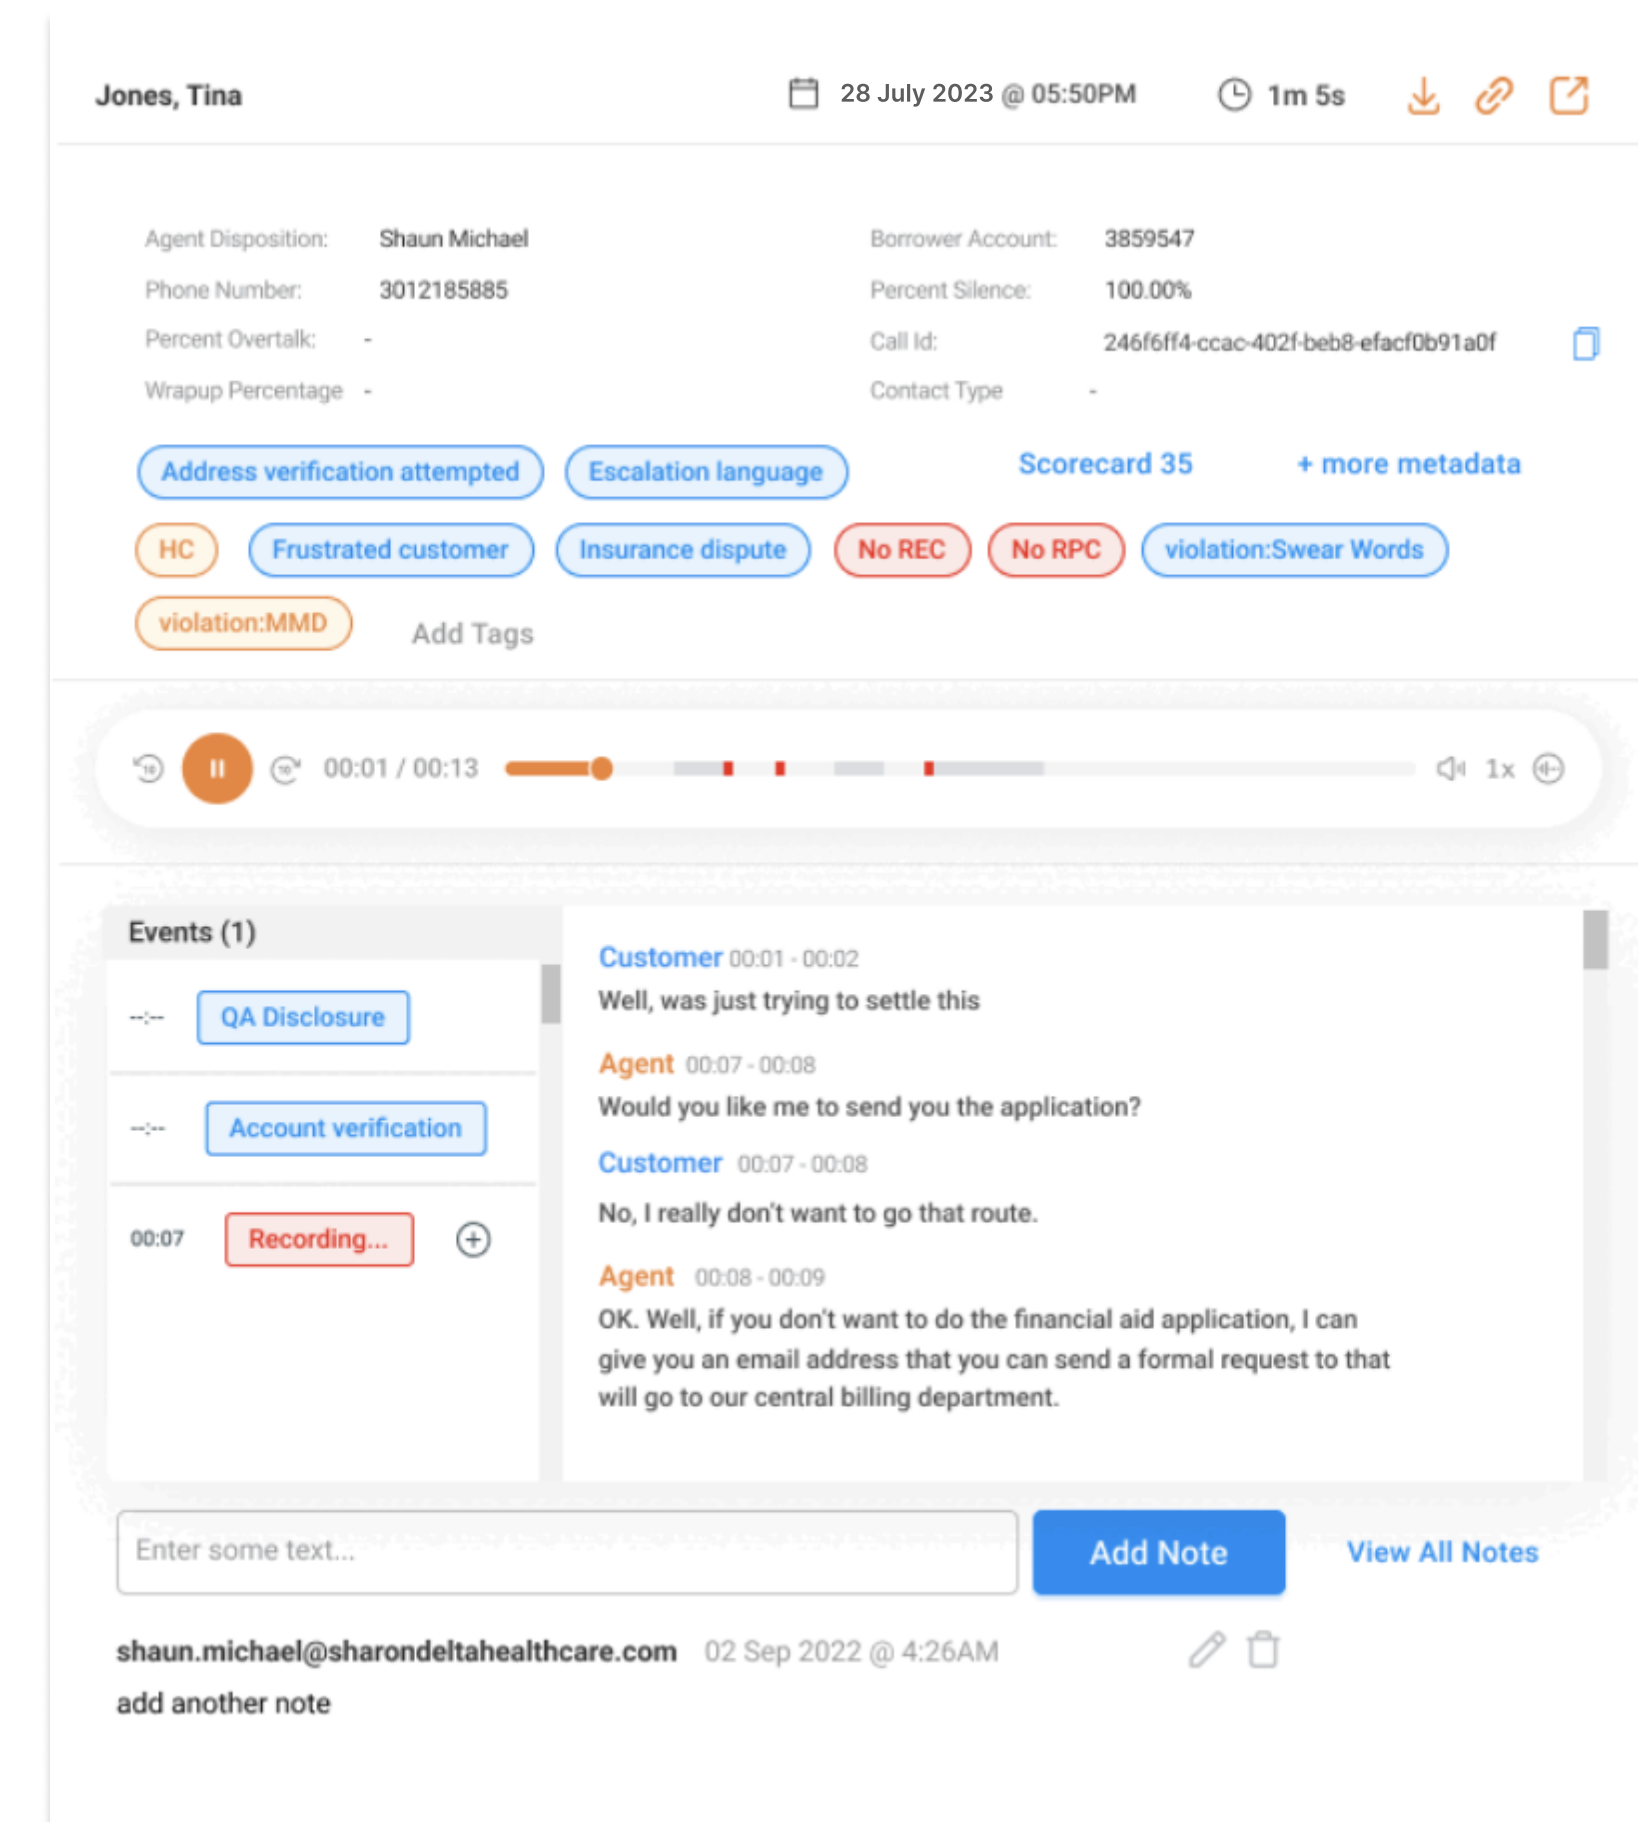 Jones, Tina
28 July 2023 @ 05:50PM
1m 5s
Agent Disposition: Shaun Michael
Borrower Account: 3859547
Phone Number: 3012185885
Percent Silence: 100.00%
Percent Overtalk: -
Call Id: 246f6ff4-ccac-402f-beb8-efacf0b91a0f
Wrapup Percentage -
Contact Type -
Address verification attempted
Escalation language
Scorecard 35
+ more metadata
HC
Frustrated customer
Insurance dispute
No REC
No RPC
violation:Swear Words
violation:MMD
Add Tags
10
10
00:01 / 00:13
1x
Events (1)
--:-- QA Disclosure
--:-- Account verification
00:07 Recording...
Customer 00:01 - 00:02
Well, was just trying to settle this
Agent 00:07 - 00:08
Would you like me to send you the application?
Customer 00:07 - 00:08
No, I really don't want to go that route.
Agent 00:08 - 00:09
OK. Well, if you don't want to do the financial aid application, I can
give you an email address that you can send a formal request to that
will go to our central billing department.
Enter some text...
Add Note
View All Notes
shaun.michael@sharondeltahealthcare.com 02 Sep 2022 @ 4:26AM
add another note